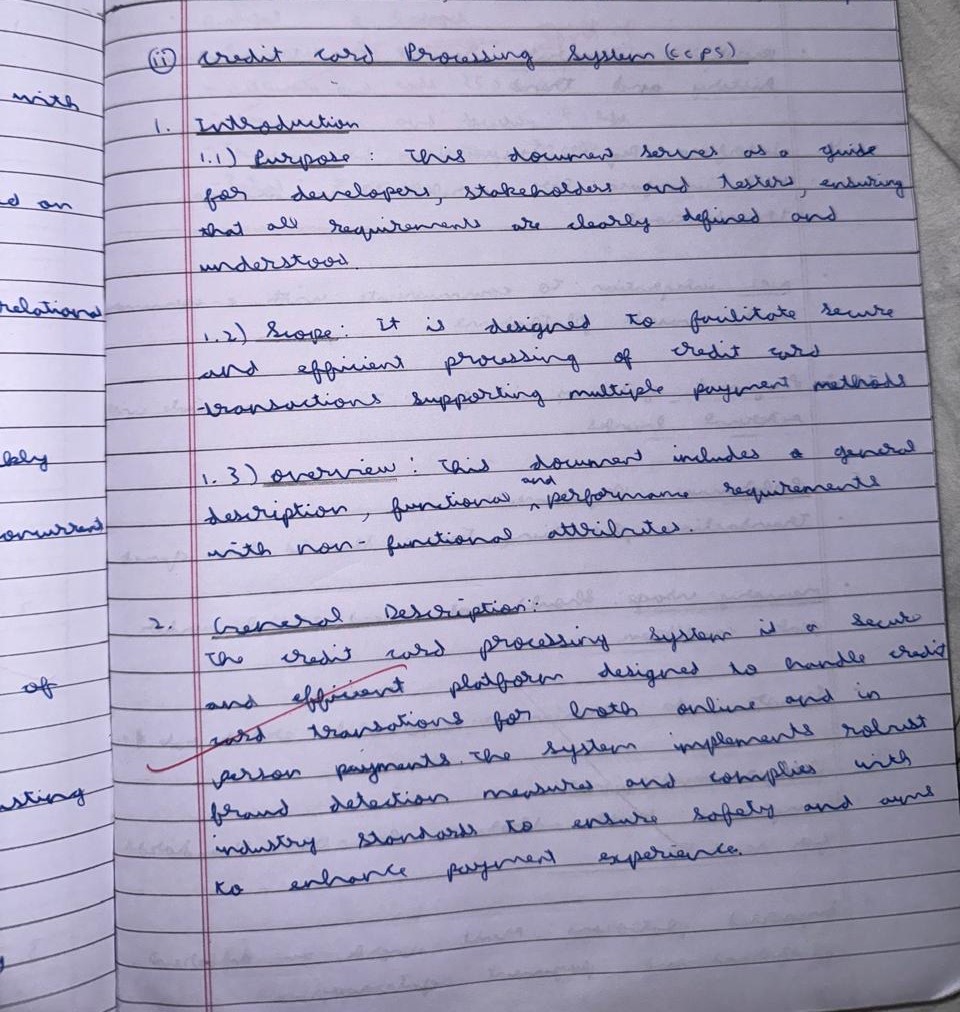 with
d on
relational
kly
oncurrent
of
asting
(ii) Credit card Processing System (CCPS)
1. Introduction
1.1) Purpose : This document serves as a guide
for developers, stakeholders and testers, ensuring
that all requirements are clearly defined and
understood.
1.2) Scope : It is designed to facilitate secure
and efficient processing of credit card
transactions supporting multiple payment methods
1.3) overview : This document includes a general
description, functional and performance requirements
with non-functional attributes.
2. General Description:
The credit card processing system is a secure
and efficient platform designed to handle credit
card transations for both online and in
person payments. The system implements robust
fraud detection measures and complies with
industry standards to ensure safety and aims
to enhance payment experience.